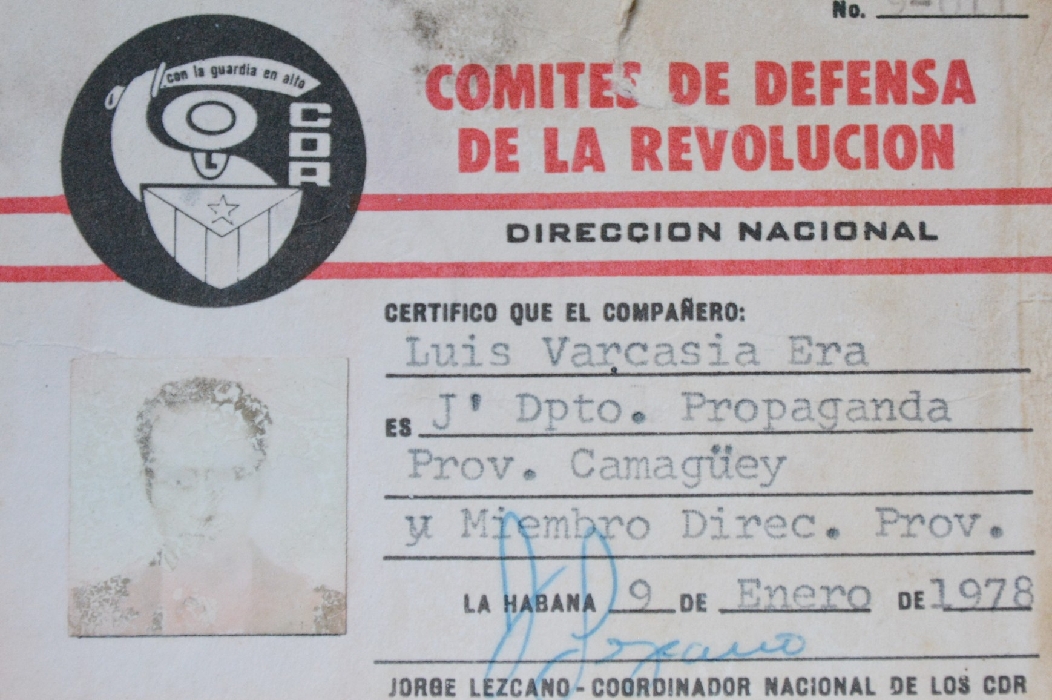 No.
con la guardia en alto
CDR
COMITES DE DEFENSA
DE LA REVOLUCION
DIRECCION NACIONAL
CERTIFICO QUE EL COMPAÑERO:
Luis Varcasia Era
ES J' Dpto. Propaganda
Prov. Camagüey
y Miembro Direc. Prov.
LA HABANA 9 DE Enero DE 1978
J Lezcano
JORGE LEZCANO-COORDINADOR NACIONAL DE LOS CDR